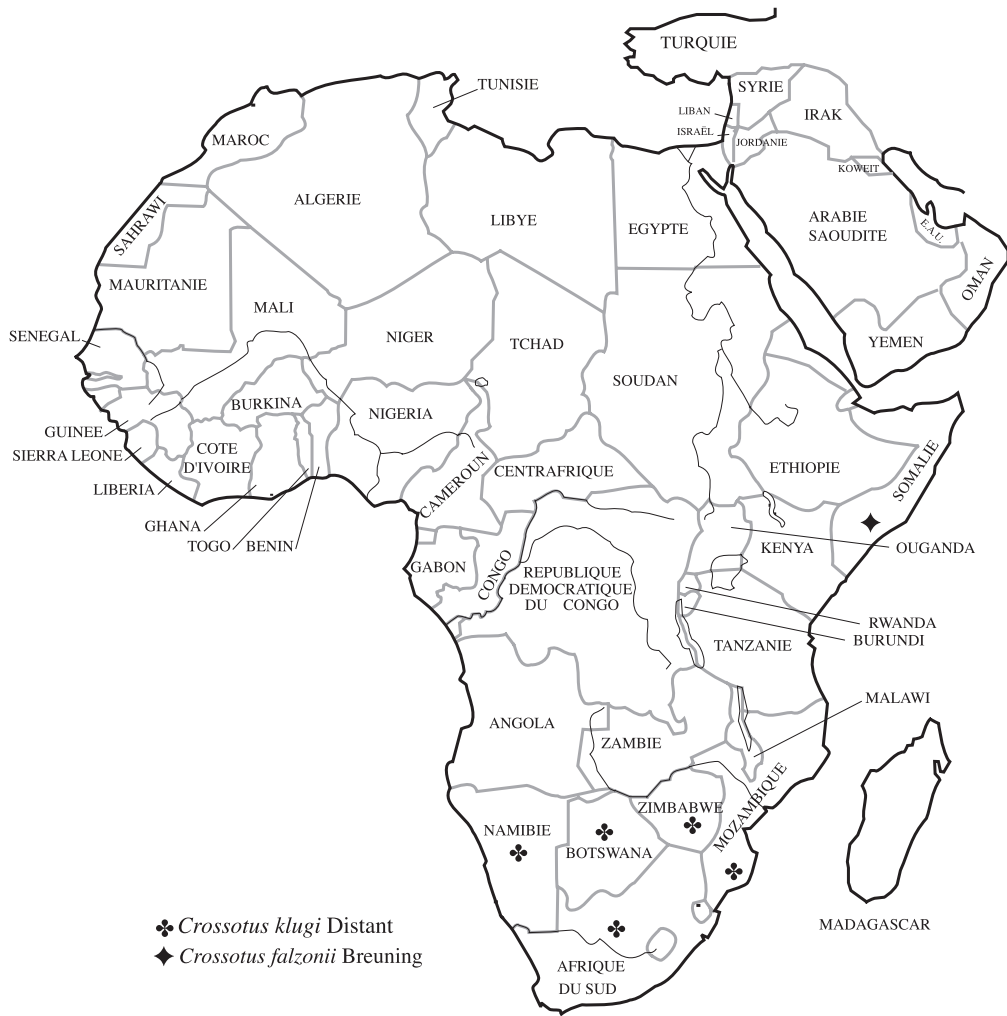 TURQUIE
TUNISIE
SYRIE
LIBAN
IRAK
ISRAËL
MAROC
JORDANIE
KOWEIT
ALGERIE
LIBYE
EGYPTE
ARABIE
SAOUDITE
E.A.U.
SAHRAWI
OMAN
MAURITANIE
MALI
SENEGAL
NIGER
TCHAD
YEMEN
SOUDAN
BURKINA
NIGERIA
GUINEE
COTE
D'IVOIRE
SIERRA LEONE
CENTRAFRIQUE
ETHIOPIE
SOMALIE
LIBERIA
CAMEROUN
GHANA
TOGO
BENIN
KENYA
OUGANDA
GABON
CONGO
REPUBLIQUE
DEMOCRATIQUE
DU CONGO
RWANDA
BURUNDI
TANZANIE
MALAWI
ANGOLA
ZAMBIE
MOZAMBIQUE
ZIMBABWE
NAMIBIE
BOTSWANA
MADAGASCAR
Crossotus klugi Distant
Crossotus falzonii Breuning
AFRIQUE
DU SUD